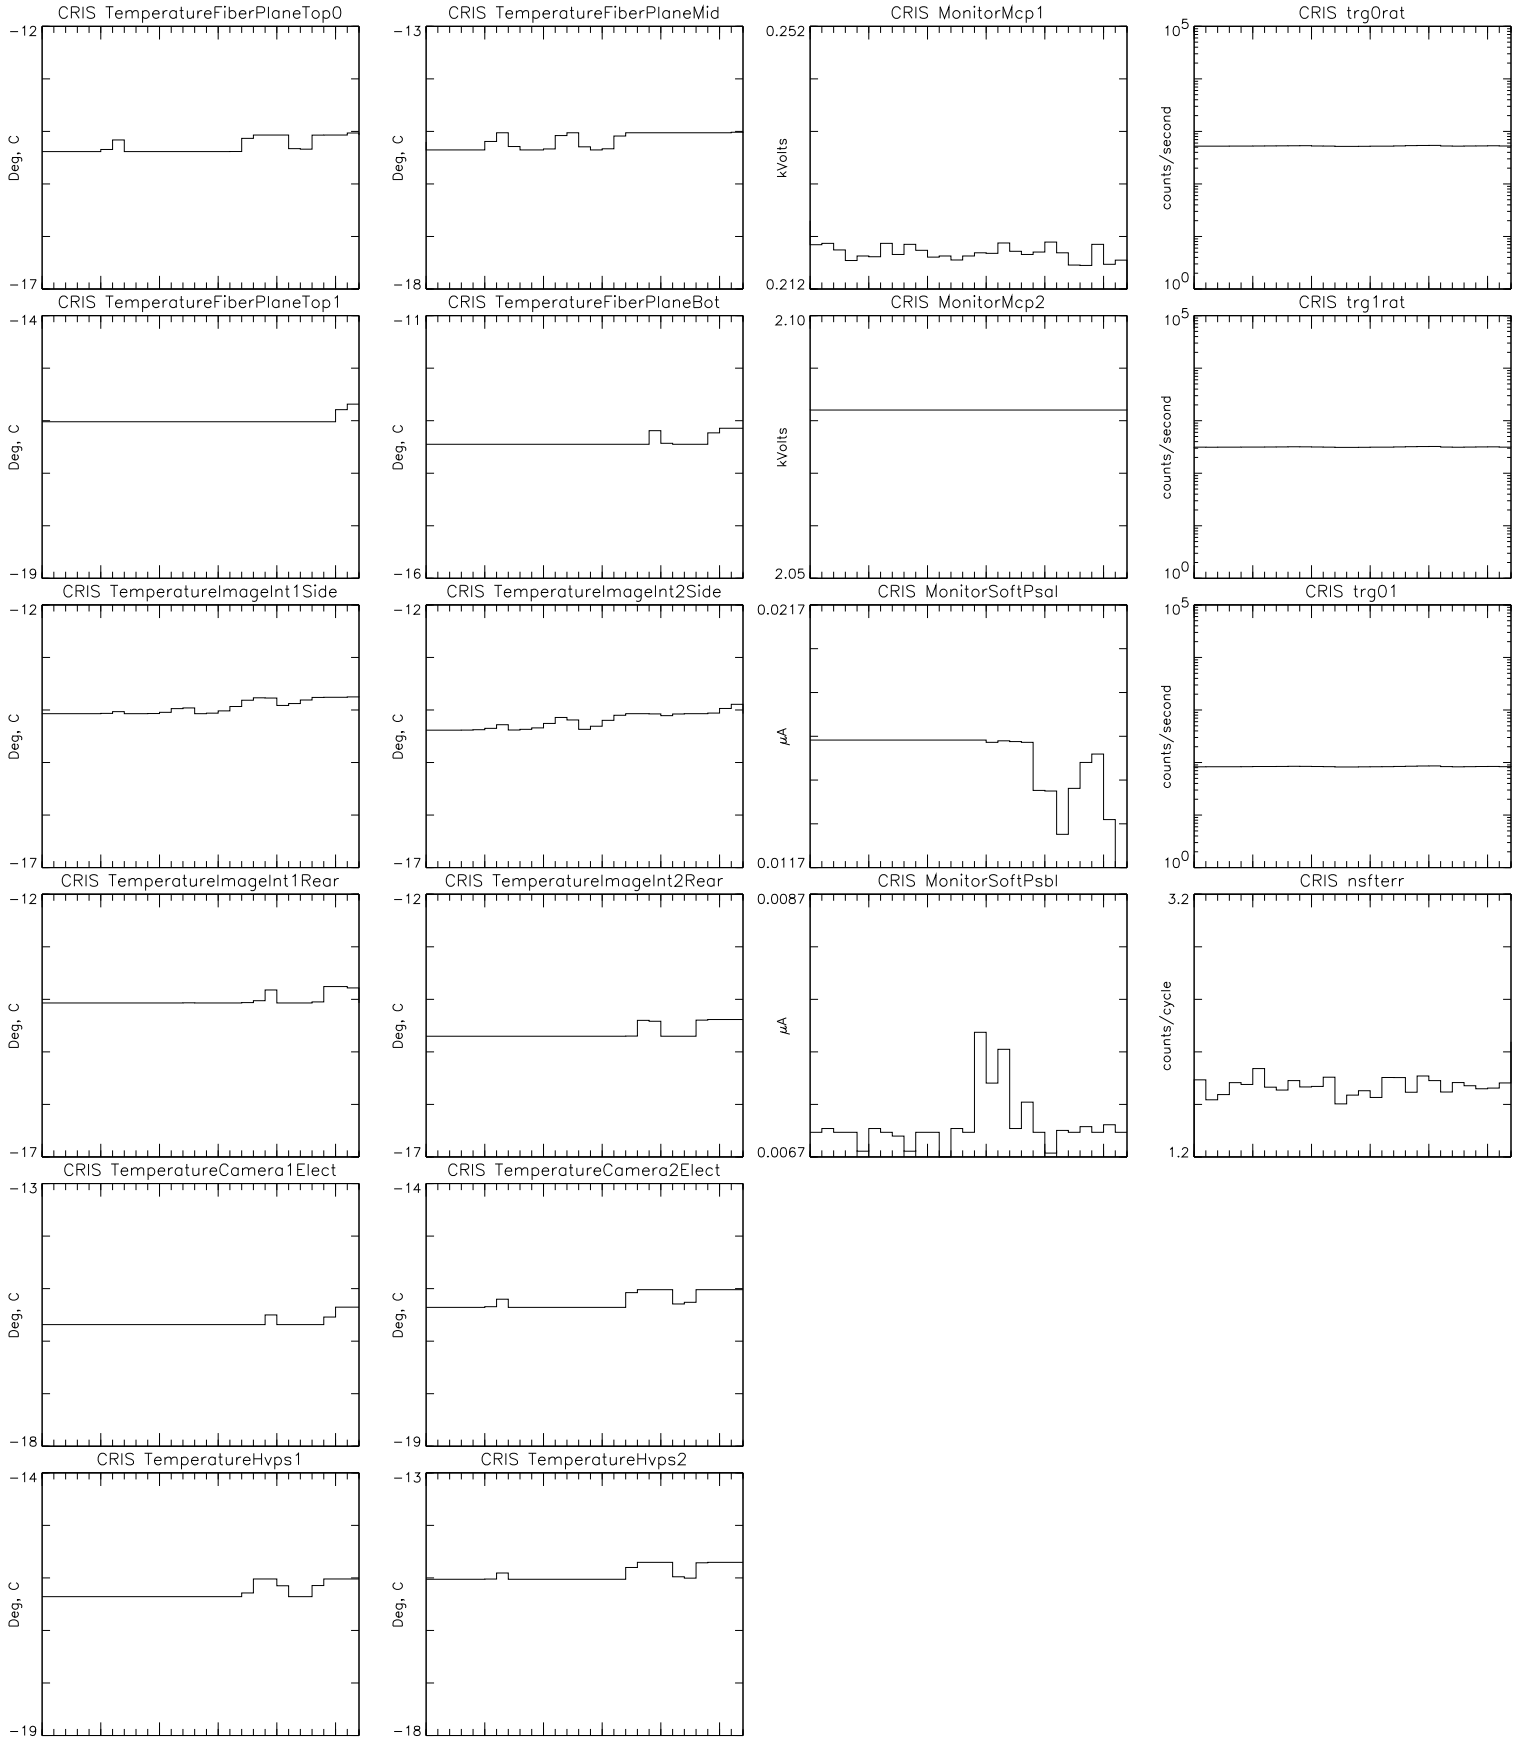 CRIS TemperatureFiberPlaneTop0
-12
Deg, C
-17
CRIS TemperatureFiberPlaneMid
-13
Deg, C
-18
CRIS MonitorMcp1
0.252
kVolts
0.212
CRIS trg0rat
10^5
counts/second
10^0
CRIS TemperatureFiberPlaneTop1
-14
Deg, C
-19
CRIS TemperatureFiberPlaneBot
-11
Deg, C
-16
CRIS MonitorMcp2
2.10
kVolts
2.05
CRIS trg1rat
10^5
counts/second
10^0
CRIS TemperatureImageInt1Side
-12
Deg, C
-17
CRIS TemperatureImageInt2Side
-12
Deg, C
-17
CRIS MonitorSoftPsaI
0.0217
μA
0.0117
CRIS trg01
10^5
counts/second
10^0
CRIS TemperatureImageInt1Rear
-12
Deg, C
-17
CRIS TemperatureImageInt2Rear
-12
Deg, C
-17
CRIS MonitorSoftPsbI
0.0087
μA
0.0067
CRIS nsfterr
3.2
counts/cycle
1.2
CRIS TemperatureCamera1Elect
-13
Deg, C
-18
CRIS TemperatureCamera2Elect
-14
Deg, C
-19
CRIS TemperatureHvps1
-14
Deg, C
-19
CRIS TemperatureHvps2
-13
Deg, C
-18